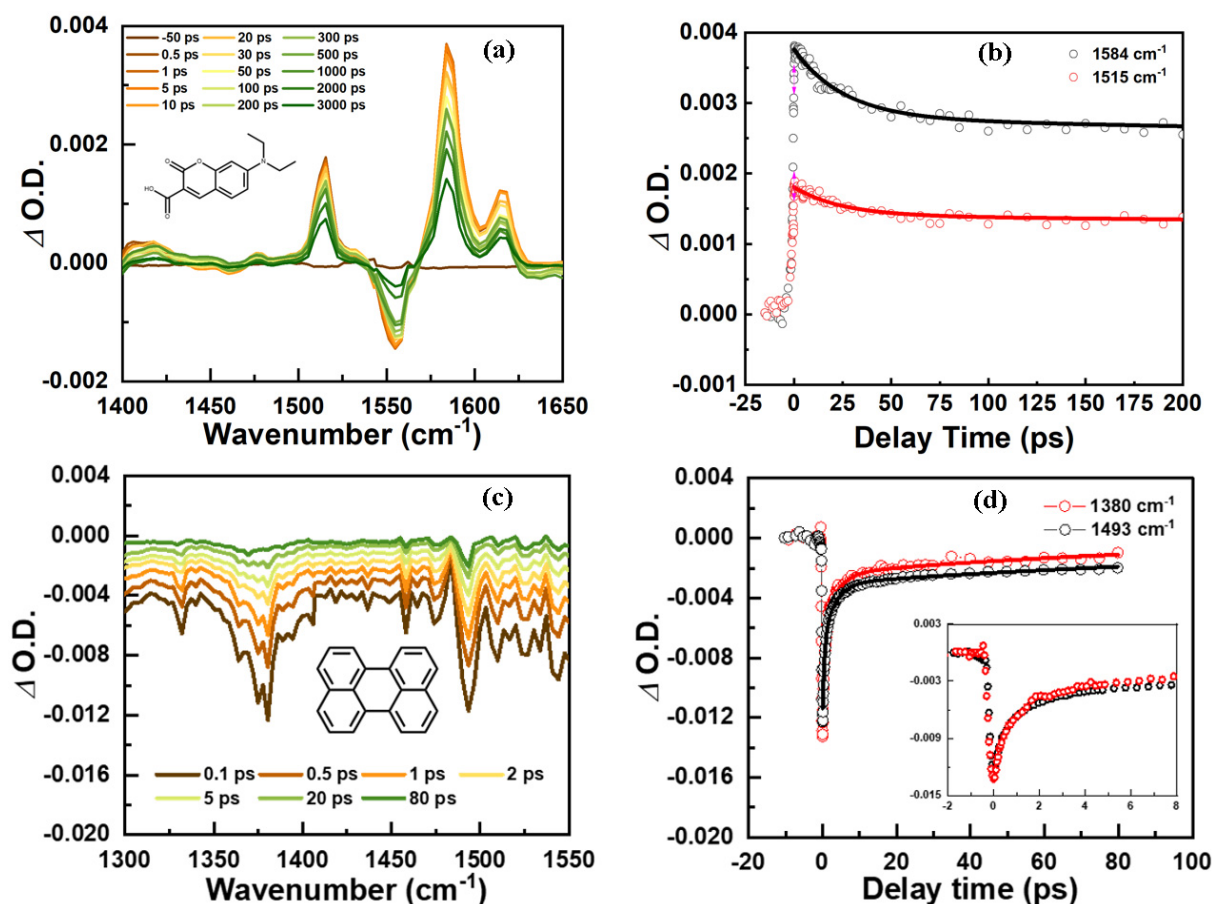 0.004
0.002
0.000
-0.002
Δ O.D.
-50 ps 20 ps 300 ps
0.5 ps 30 ps 500 ps
1 ps 50 ps 1000 ps
5 ps 100 ps 2000 ps
10 ps 200 ps 3000 ps
(a)
O
O
N
HO
O
1400 1450 1500 1550 1600 1650
Wavenumber (cm-1)
0.004
0.003
0.002
0.001
0.000
-0.001
Δ O.D.
(b)
1584 cm-1
1515 cm-1
-25 0 25 50 75 100 125 150 175 200
Delay Time (ps)
0.004
0.000
-0.004
-0.008
-0.012
-0.016
-0.020
Δ O.D.
(c)
0.1 ps 0.5 ps 1 ps 2 ps
5 ps 20 ps 80 ps
1300 1350 1400 1450 1500 1550
Wavenumber (cm-1)
0.004
0.000
-0.004
-0.008
-0.012
-0.016
-0.020
Δ O.D.
(d)
1380 cm-1
1493 cm-1
0.003
-0.003
-0.009
-0.015
-2 0 2 4 6 8
-20 0 20 40 60 80 100
Delay time (ps)